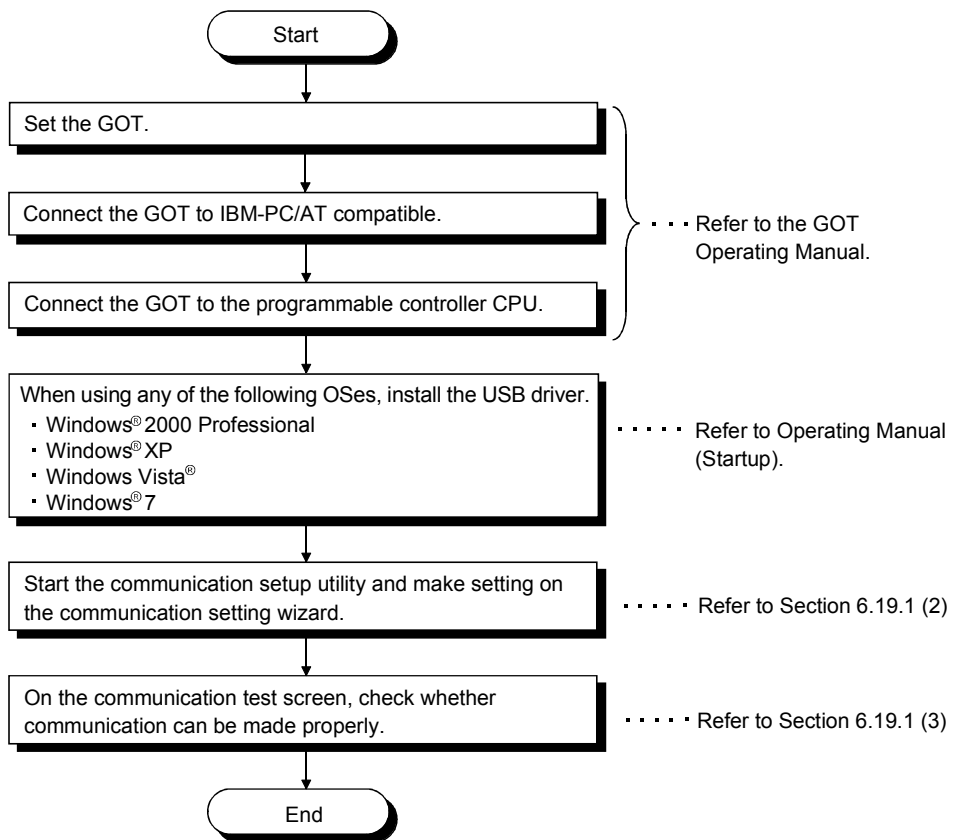 Start
Set the GOT.
Connect the GOT to IBM-PC/AT compatible.
Connect the GOT to the programmable controller CPU.
Refer to the GOT
Operating Manual.
When using any of the following OSes, install the USB driver.
· Windows® 2000 Professional
· Windows® XP
· Windows Vista®
· Windows® 7
Refer to Operating Manual
(Startup).
Start the communication setup utility and make setting on
the communication setting wizard.
Refer to Section 6.19.1 (2)
On the communication test screen, check whether
communication can be made properly.
Refer to Section 6.19.1 (3)
End